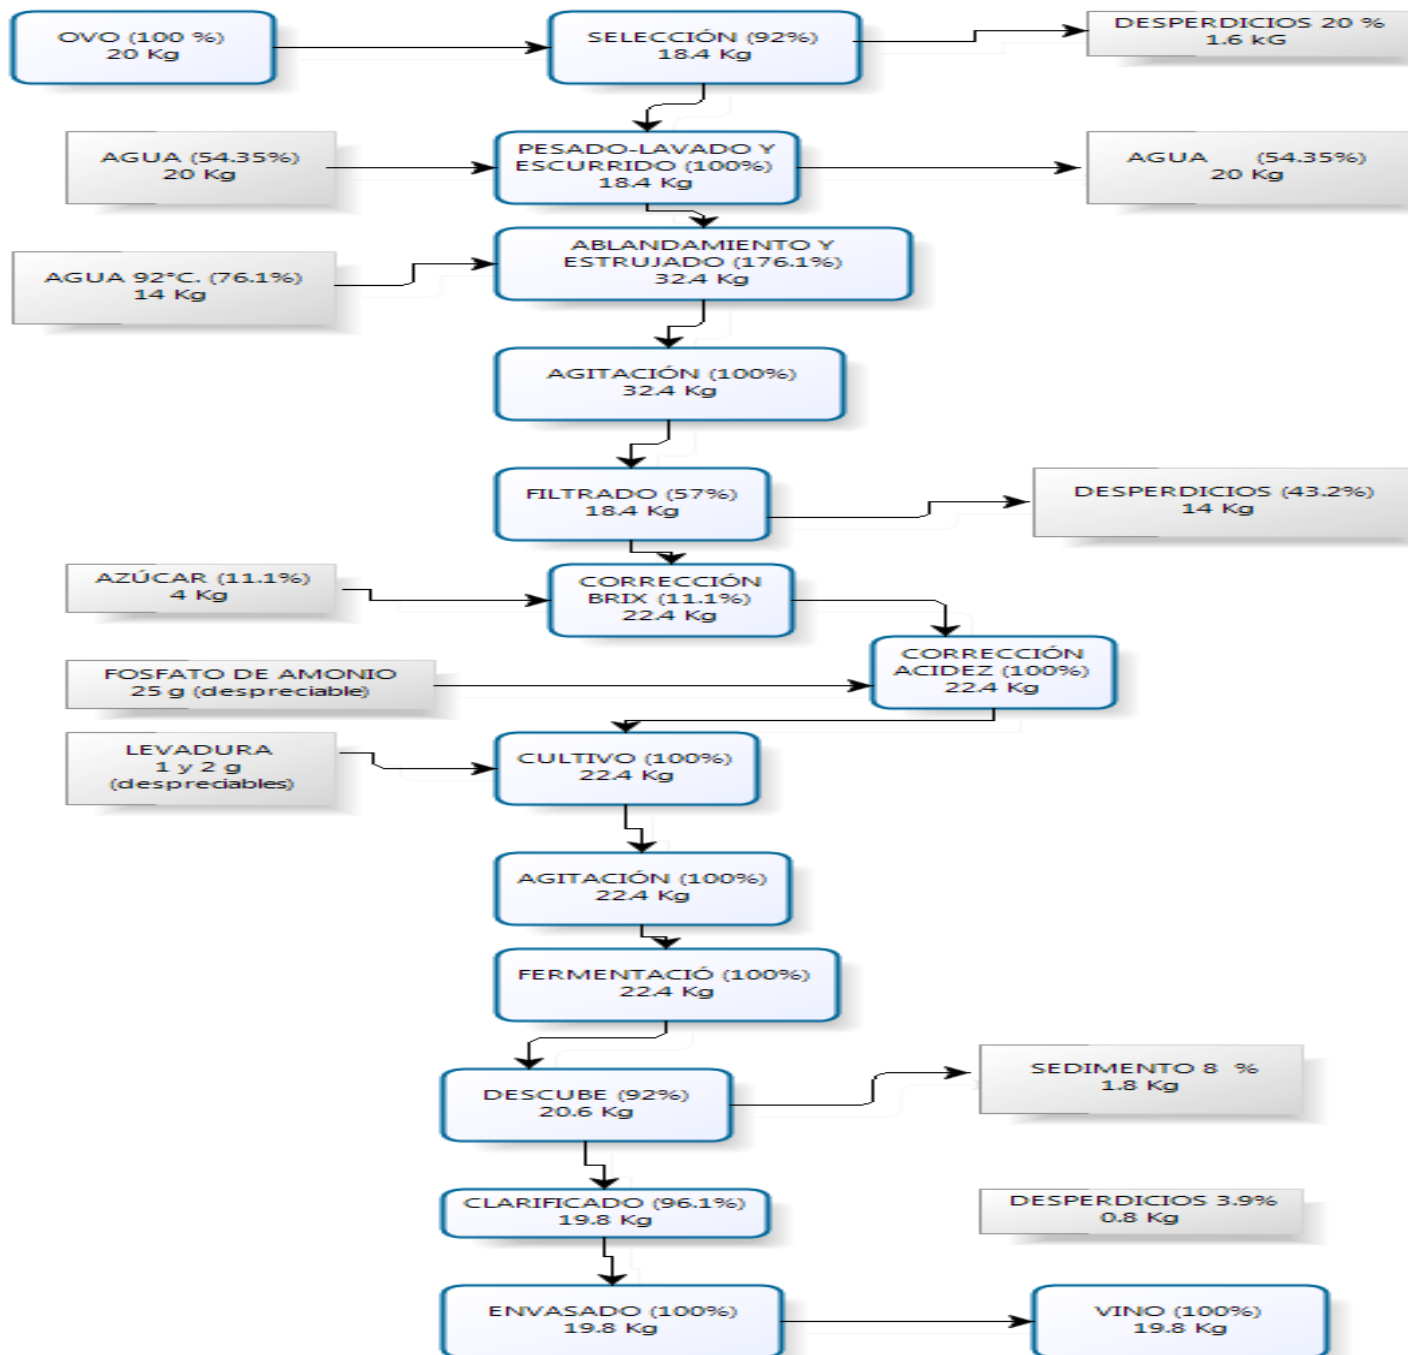 OVO (100 %)
20 Kg
SELECCIÓN (92%)
18.4 Kg
DESPERDICIOS 20 %
1.6 kG
AGUA (54.35%)
20 Kg
PESADO-LAVADO Y
ESCURRIDO (100%)
18.4 Kg
AGUA (54.35%)
20 Kg
AGUA 92°C. (76.1%)
14 Kg
ABLANDAMIENTO Y
ESTRUJADO (176.1%)
32.4 Kg
AGITACIÓN (100%)
32.4 Kg
FILTRADO (57%)
18.4 Kg
DESPERDICIOS (43.2%)
14 Kg
AZÚCAR (11.1%)
4 Kg
CORRECCIÓN
BRIX (11.1%)
22.4 Kg
FOSFATO DE AMONIO
25 g (despreciable)
CORRECCIÓN
ACIDEZ (100%)
22.4 Kg
LEVADURA
1 y 2 g
(despreciables)
CULTIVO (100%)
22.4 Kg
AGITACIÓN (100%)
22.4 Kg
FERMENTACIÓ (100%)
22.4 Kg
DESCUBE (92%)
20.6 Kg
SEDIMENTO 8 %
1.8 Kg
CLARIFICADO (96.1%)
19.8 Kg
DESPERDICIOS 3.9%
0.8 Kg
ENVASADO (100%)
19.8 Kg
VINO (100%)
19.8 Kg